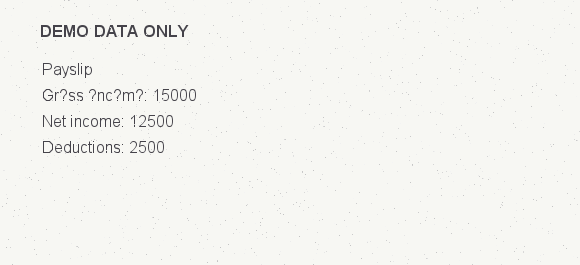 DEMO DATA ONLY
Payslip
Gr?ss ?nc?m?: 15000
Net income: 12500
Deductions: 2500